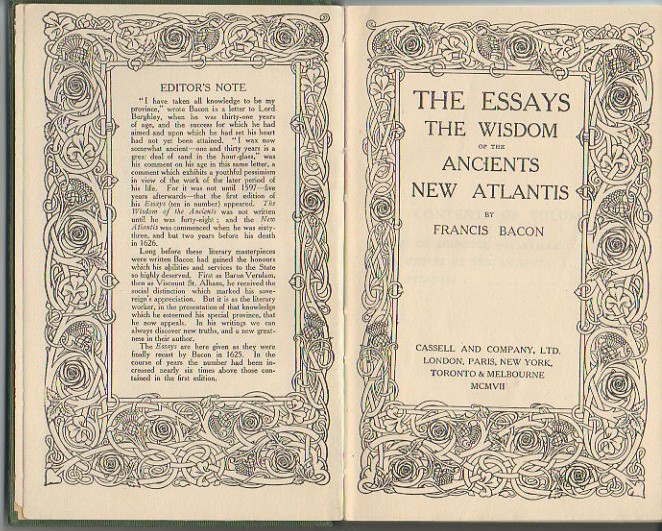 EDITOR'S NOTE
"I have taken all knowledge to be my
province," wrote Bacon is a letter to Lord
Burghley, when he was thirty-one years
of age, and the success for which he had
aimed and upon which he had set his heart
had not yet been attained. "I wax now
somewhat ancient—one and thirty years is a
great deal of sand in the hour-glass," was
his comment on his age in this same letter, a
comment which exhibits a youthful pessimism
in view of the work of the later period of
his life. For it was not until 1597—five
years afterwards—that the first edition of
his Essays (ten in number) appeared. The
Wisdom of the Ancients was not written
until he was forty-eight; and the New
Atlantis was commenced when he was sixty-
three, and but two years before his death
in 1626.
Long before these literary masterpieces
were written Bacon had gained the honours
which his abilities and services to the State
so highly deserved. First as Baron Verulam,
then as Viscount St. Albans, he received the
social distinction which marked his sove-
reign's appreciation. But it is as the literary
worker, in the presentation of that knowledge
which he esteemed his special province, that
he now appeals. In his writings we can
always discover new truths, and a new great-
ness in their author.
The Essays are here given as they were
finally recast by Bacon in 1625. In the
course of years the number had been in-
creased nearly six times above those con-
tained in the first edition.
THE ESSAYS
THE WISDOM
OF THE
ANCIENTS
NEW ATLANTIS
BY
FRANCIS BACON
CASSELL AND COMPANY, LTD.
LONDON, PARIS, NEW YORK,
TORONTO & MELBOURNE
MCMVII